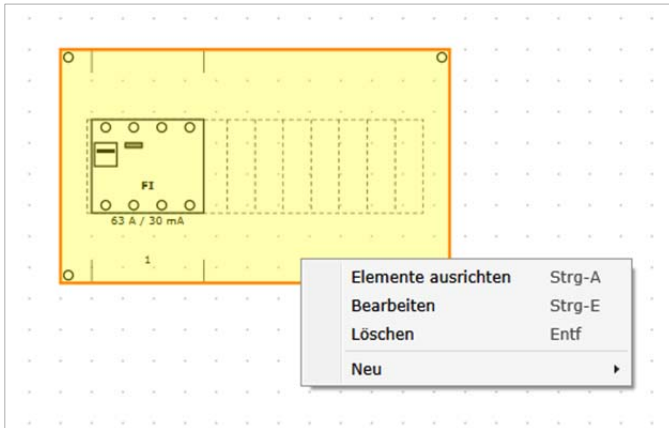 FI
63 A / 30 mA
1
Elemente ausrichten Strg-A
Bearbeiten Strg-E
Löschen Entf
Neu